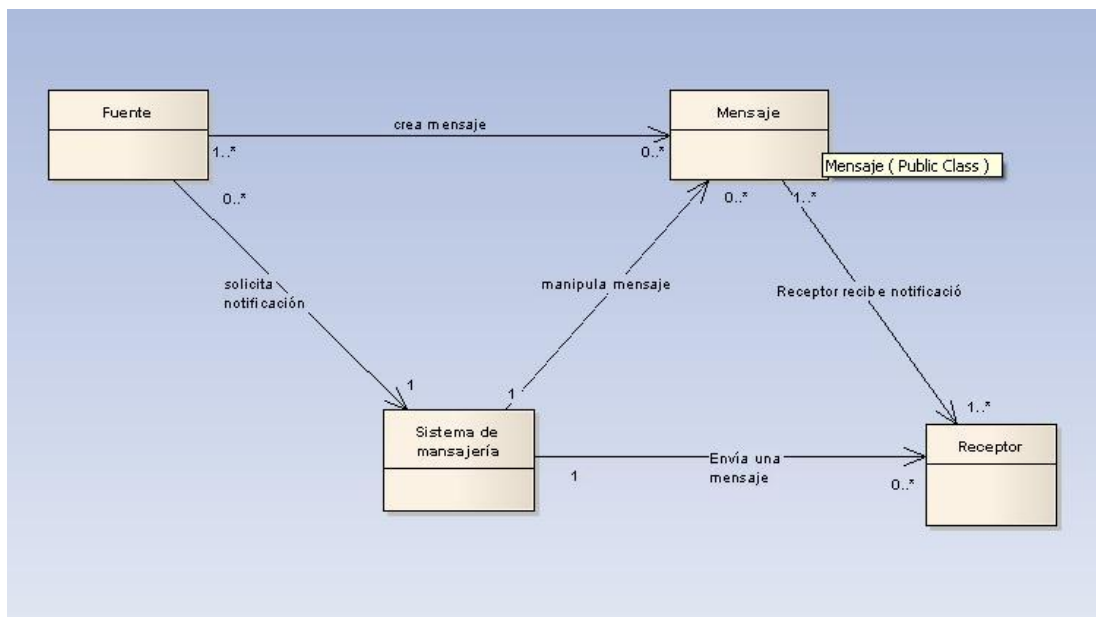 Fuente
Mensaje
crea mensaje
1..*
0..*
Mensaje ( Public Class )
0..*
0..*
1..*
solicita
notificación
manipula mensaje
Receptor recibe notificació
1
1
1..*
Sistema de
mansajería
Receptor
Envía una
mensaje
1
0..*